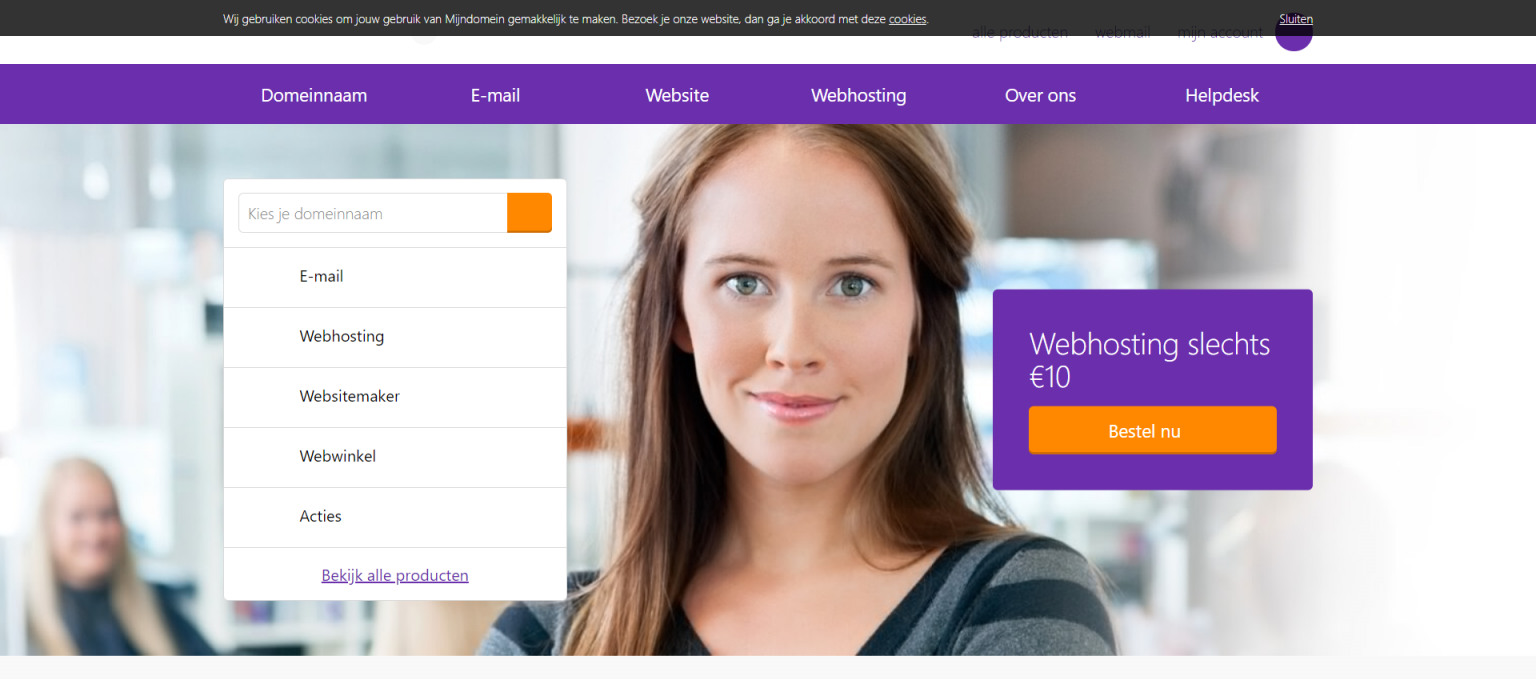 Wij gebruiken cookies om jouw gebruik van Mijndomein gemakkelijk te maken. Bezoek je onze website, dan ga je akkoord met deze cookies.
Sluiten
alle producten webmail mijn account
Domeinnaam E-mail Website Webhosting Over ons Helpdesk
Kies je domeinnaam
E-mail
Webhosting
Websitemaker
Webwinkel
Acties
Bekijk alle producten
Webhosting slechts
€10
Bestel nu